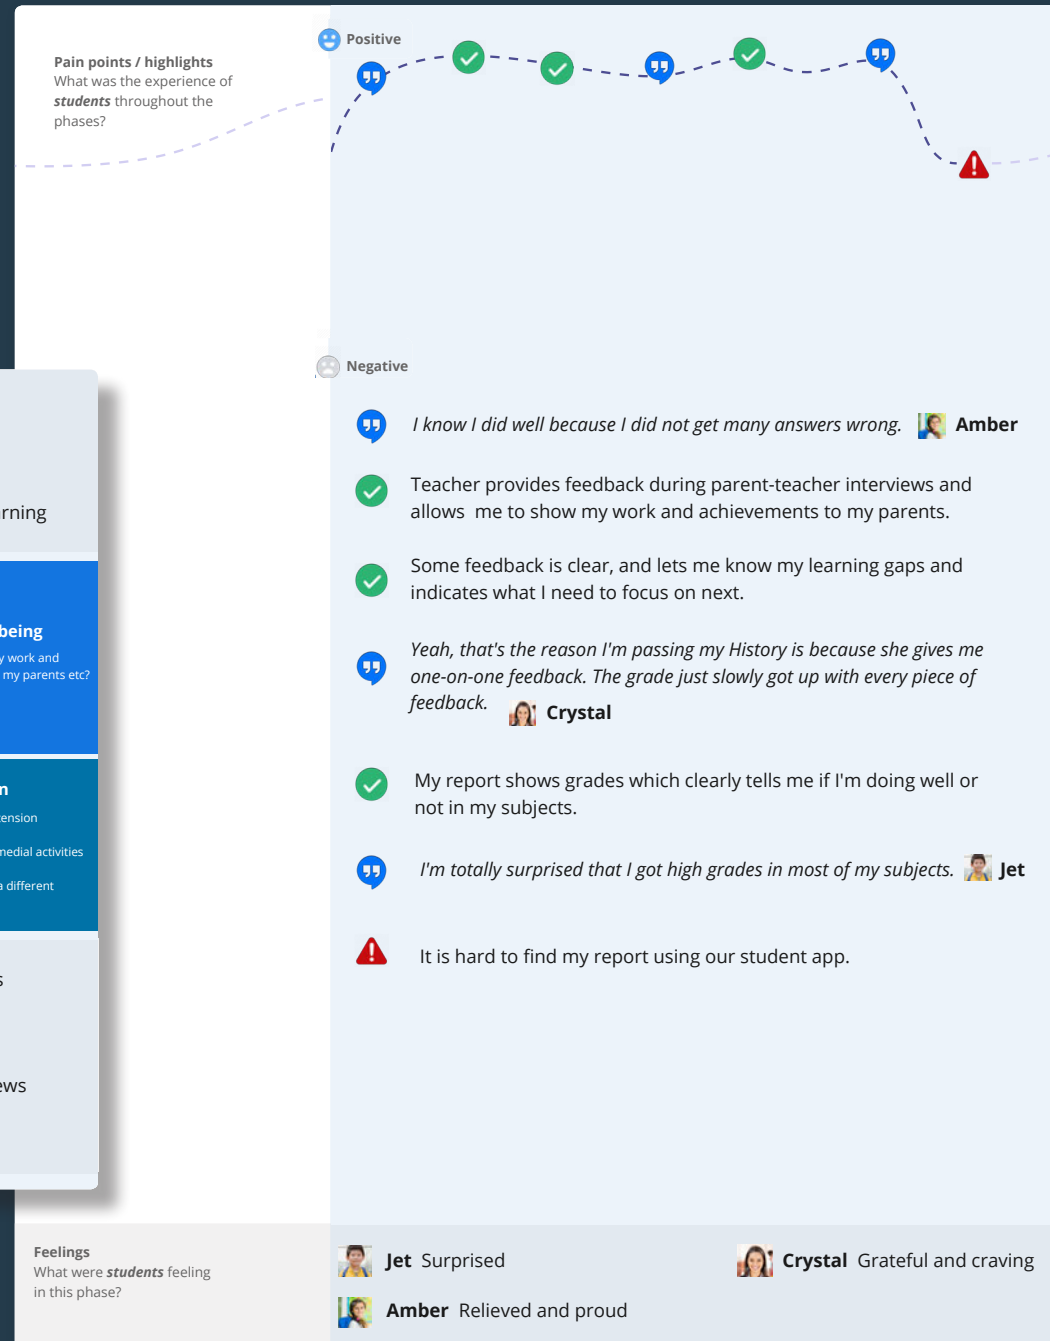 Pain points / highlights
What was the experience of
students throughout the
phases?
Positive
Negative
I know I did well because I did not get many answers wrong. Amber
Teacher provides feedback during parent-teacher interviews and
allows  me to show my work and achievements to my parents.
Some feedback is clear, and lets me know my learning gaps and
indicates what I need to focus on next.
Yeah, that's the reason I'm passing my History is because she gives me
one-on-one feedback. The grade just slowly got up with every piece of
feedback. Crystal
My report shows grades which clearly tells me if I'm doing well or
not in my subjects.
I'm totally surprised that I got high grades in most of my subjects. Jet
It is hard to find my report using our student app.
being
work and
my parents etc?
a different
Feelings
What were students feeling
in this phase?
Jet Surprised
Crystal Grateful and craving
Amber Relieved and proud